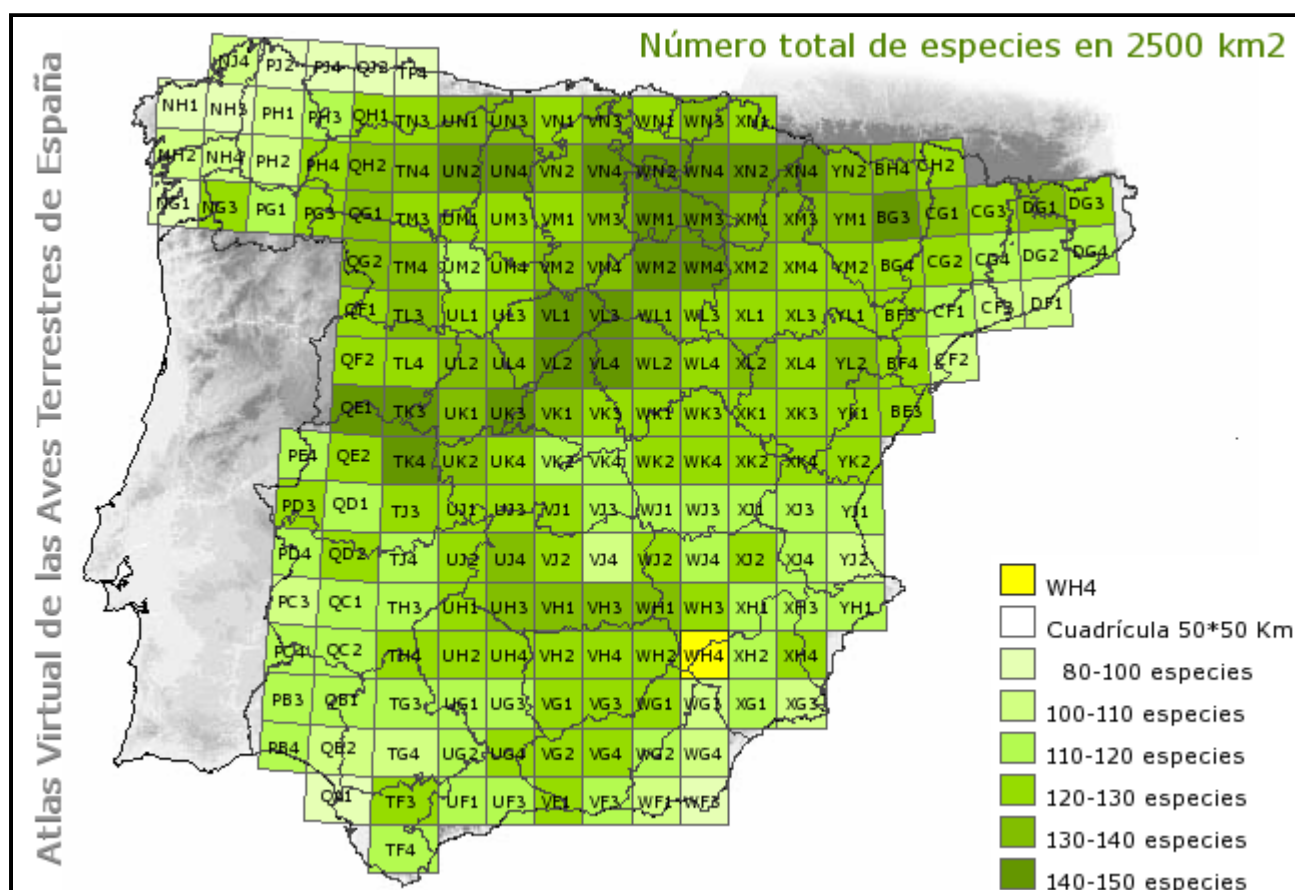 Número total de especies en 2500 km2
Atlas Virtual de las Aves Terrestres de España
NJ4 PJ2 PJ4 QJ2 TP4
NH1 NH3 PH1 PH3 QH1 TN3 UN1 UN3 VN1 VN3 WN1 WN3 XN1
NH2 NH4 PH2 PH4 QH2 TN4 UN2 UN4 VN2 VN4 WN2 WN4 XN2 XN4 YN2 BH4 CH2
NG1 NG3 PG1 PG3 QG1 TM3 UM1 UM3 VM1 VM3 WM1 WM3 XM1 XM3 YM1 BG3 CG1 CG3 DG1 DG3
QG2 TM4 UM2 UM4 VM2 VN4 WM2 WM4 XM2 XM4 YM2 BG4 CG2 CG4 DG2 DG4
QF1 TL3 UL1 UL3 VL1 VL3 WL1 WL3 XL1 XL3 YL1 BF3 CF1 CF3 DF1
QF2 TL4 UL2 UL4 VL2 VL4 WL2 WL4 XL2 XL4 YL2 BF4 CF2
QE1 TK3 UK1 UK3 VK1 VK3 WK1 WK3 XK1 XK3 YK1 BE3
PE4 QE2 TK4 UK2 UK4 VK2 VK4 WK2 WK4 XK2 XK4 YK2
PD3 QD1 TJ3 UJ1 UJ3 VJ1 VJ3 WJ1 WJ3 XJ1 XJ3 YJ1
PD4 QD2 TJ4 UJ2 UJ4 VJ2 VJ4 WJ2 WJ4 XJ2 XJ4 YJ2
PC3 QC1 TH3 UH1 UH3 VH1 VH3 WH1 WH3 XH1 XH3 YH1
PC4 QC2 TH4 UH2 UH4 VH2 VH4 WH2 WH4 XH2 XH4
PB3 QB1 TG3 UG1 UG3 VG1 VG3 WG1 WG3 XG1 XG3
PB4 QB2 TG4 UG2 UG4 VG2 VG4 WG2 WG4
QA1 TF3 UF1 UF3 VF1 VF3 WF1 WF3
TF4
WH4
Cuadrícula 50*50 Km
80-100 especies
100-110 especies
110-120 especies
120-130 especies
130-140 especies
140-150 especies